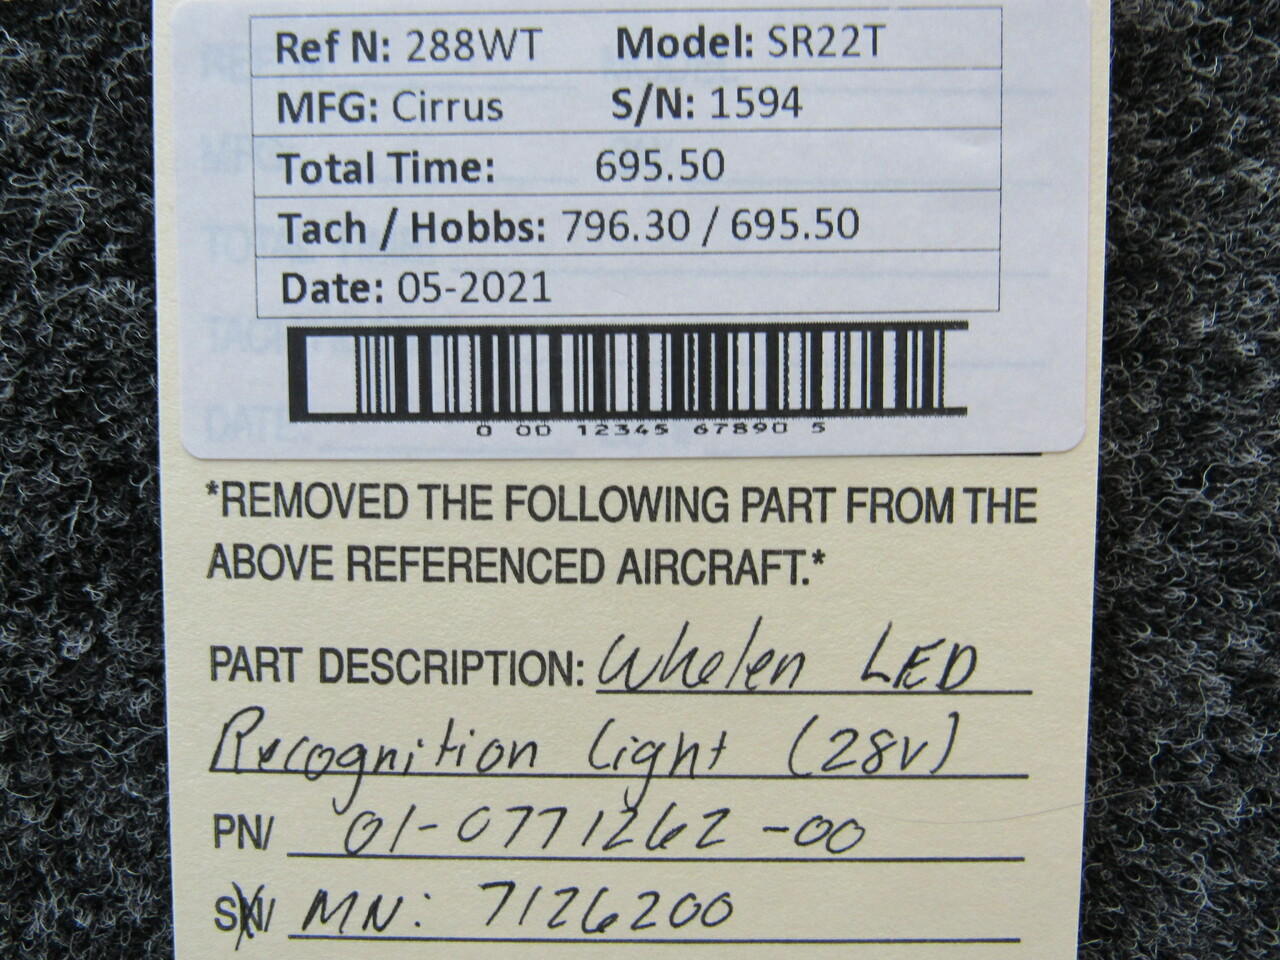 Ref N: 288WT Model: SR22T
MFG: Cirrus S/N: 1594
Total Time: 695.50
Tach / Hobbs: 796.30 / 695.50
Date: 05-2021
0 00 12345 67890 5
*REMOVED THE FOLLOWING PART FROM THE
ABOVE REFERENCED AIRCRAFT.*
PART DESCRIPTION: Whelen LED
Recognition Light (28v)
PN/ 01-0771262-00
SN/ MN: 7126200